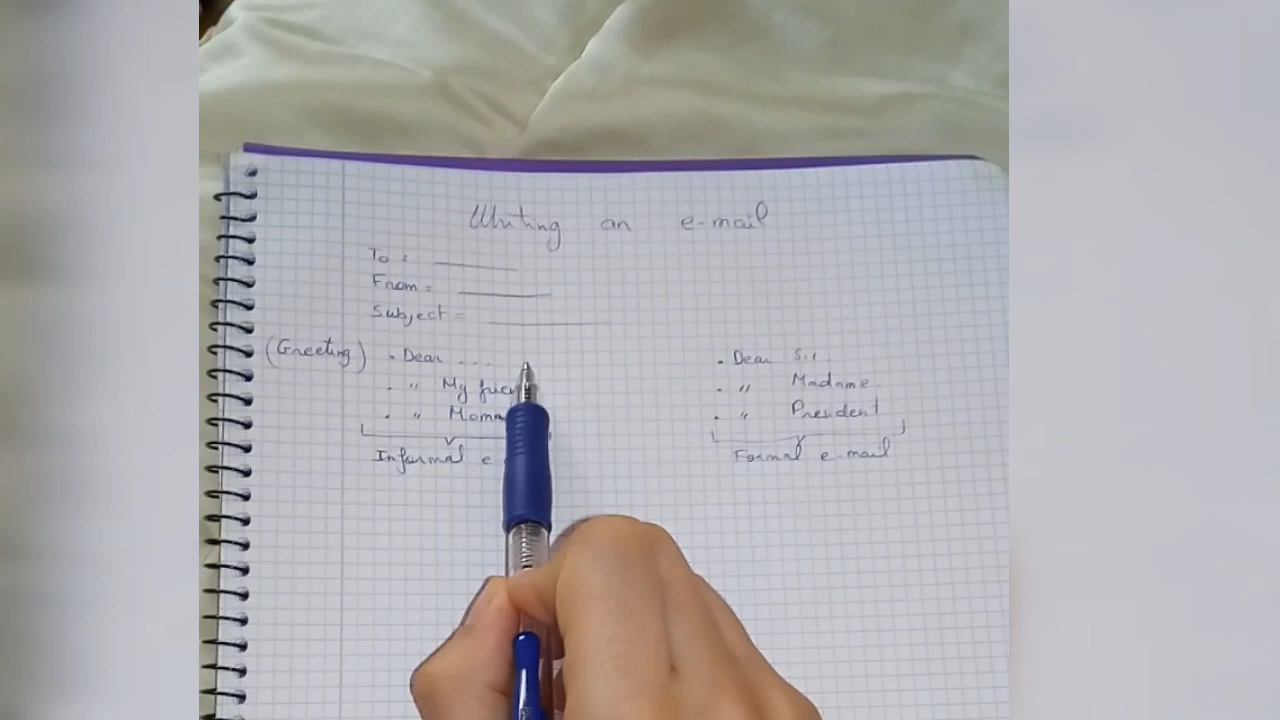 Writing an e-mail
To :
From :
Subject :
(Greeting) . Dear ....
. " My
. "
Informal e
. Dear Sir.
. " Madame
. " President
Formal e-mail